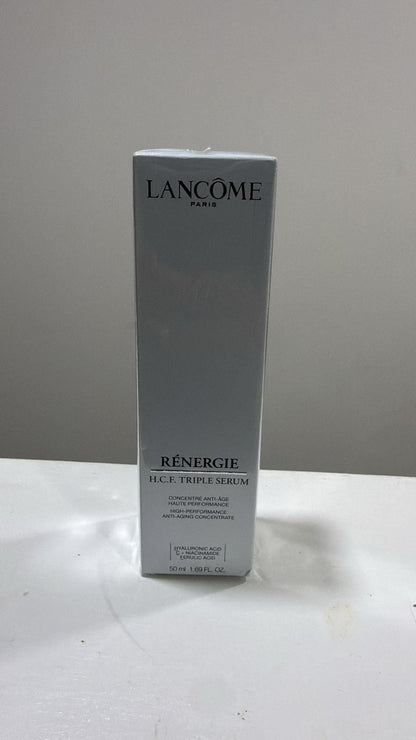 LANCÔME
PARIS
RÉNERGIE
H.C.F. TRIPLE SERUM
CONCENTRÉ ANTI-ÂGE
HAUTE PERFORMANCE
HIGH-PERFORMANCE
ANTI-AGING CONCENTRATE
HYALURONIC ACID
C + NIACINAMIDE
FERULIC ACID
50 ml 1.69 FL. OZ.